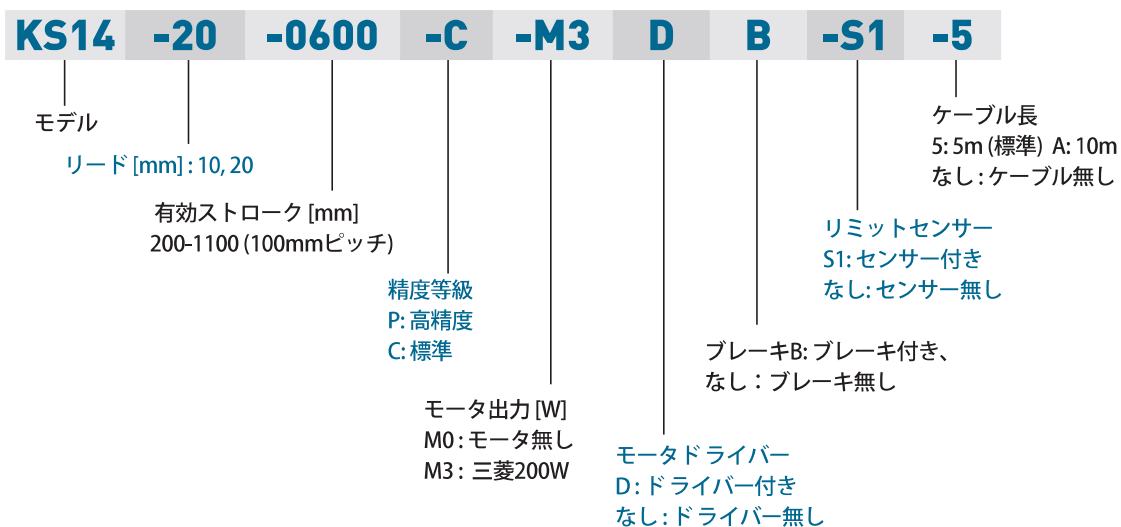 KS14 -20 -0600 -C -M3 D B -S1 -5
モデル
リード [mm] : 10, 20
有効ストローク [mm]
200-1100 (100mmピッチ)
精度等級
P: 高精度
C: 標準
モータ出力 [W]
M0 : モータ無し
M3 : 三菱200W
モータドライバー
D : ドライバー付き
なし : ドライバー無し
ブレーキB: ブレーキ付き、
なし：ブレーキ無し
リミットセンサー
S1: センサー付き
なし: センサー無し
ケーブル長
5: 5m (標準) A: 10m
なし : ケーブル無し